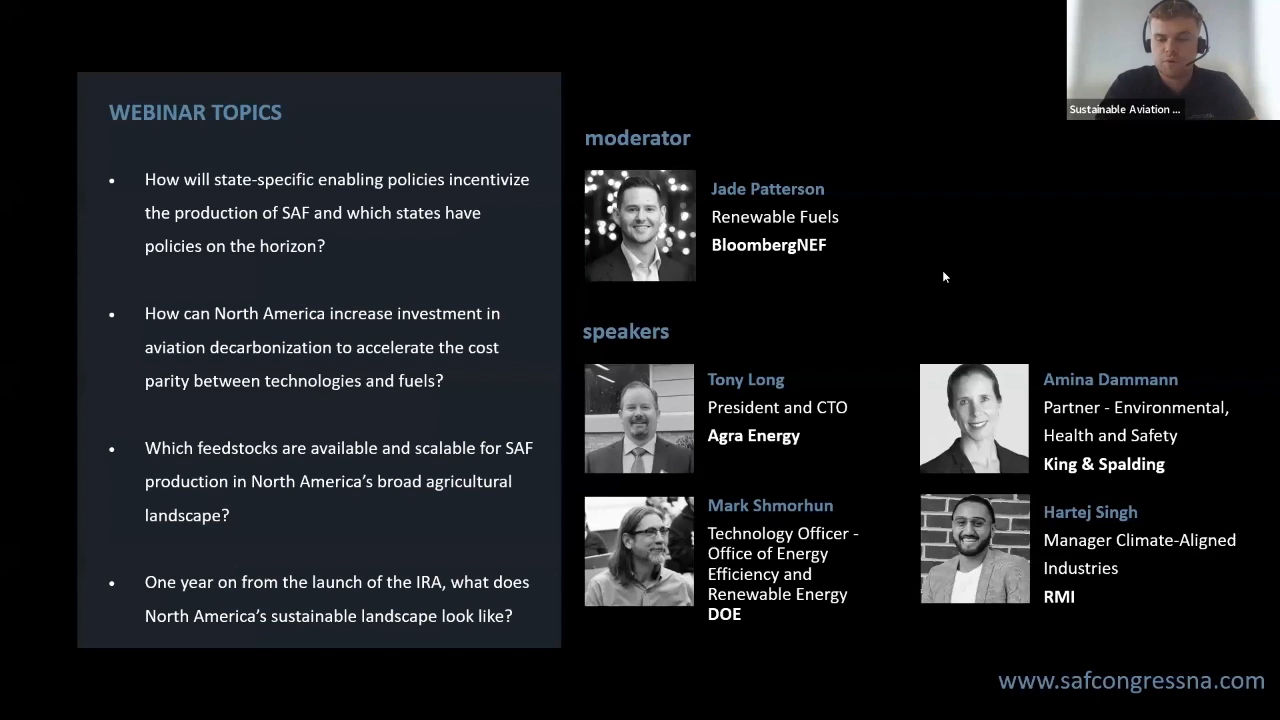 WEBINAR TOPICS
• How will state-specific enabling policies incentivize
the production of SAF and which states have
policies on the horizon?
• How can North America increase investment in
aviation decarbonization to accelerate the cost
parity between technologies and fuels?
• Which feedstocks are available and scalable for SAF
production in North America’s broad agricultural
landscape?
• One year on from the launch of the IRA, what does
North America’s sustainable landscape look like?
moderator
Jade Patterson
Renewable Fuels
BloombergNEF
speakers
Tony Long
President and CTO
Agra Energy
Amina Dammann
Partner - Environmental,
Health and Safety
King & Spalding
Mark Shmorhun
Technology Officer -
Office of Energy
Efficiency and
Renewable Energy
DOE
Hartej Singh
Manager Climate-Aligned
Industries
RMI
Sustainable Aviation ...
www.safcongressna.com